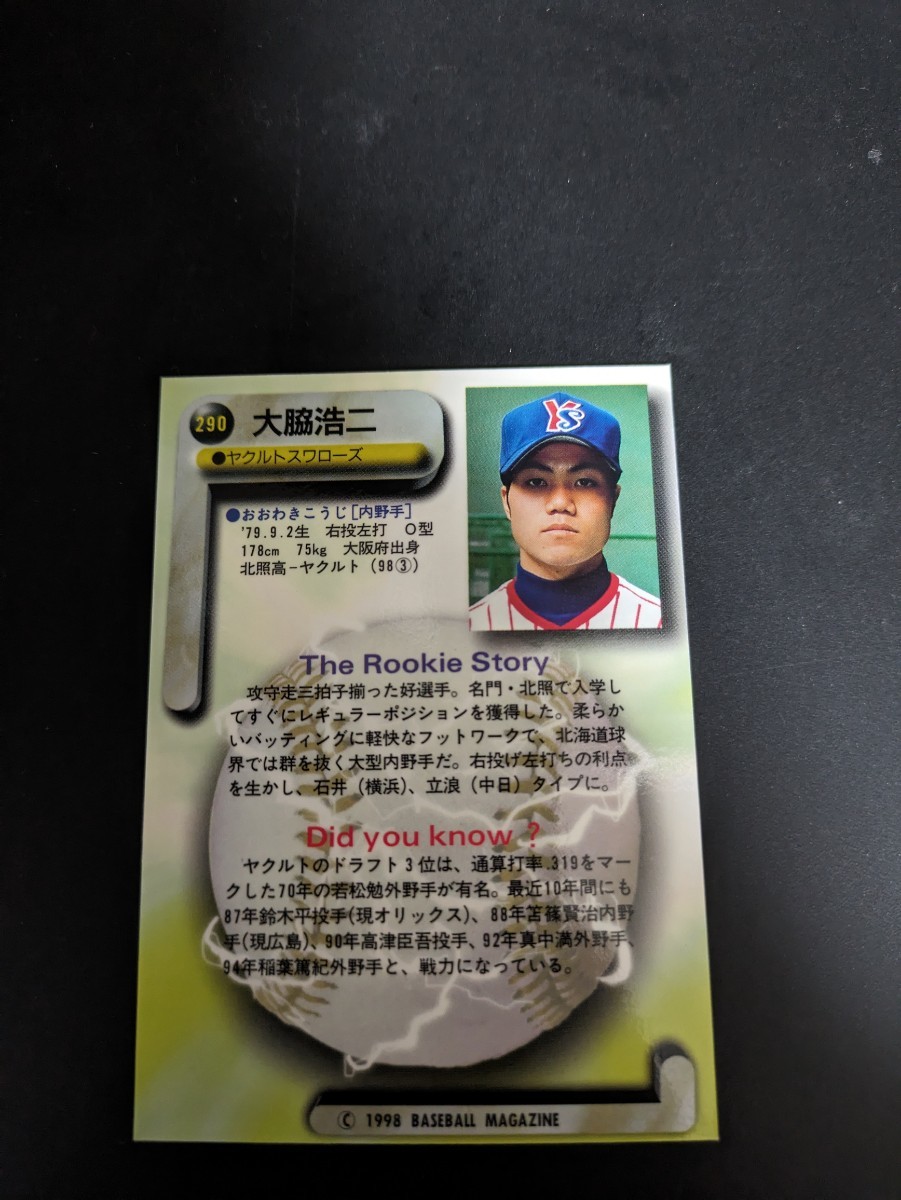 290 大脇浩二
●ヤクルトスワローズ
YS
●おおわきこうじ[内野手]
'79.9.2生 右投左打 O型
178cm 75kg 大阪府出身
北照高−ヤクルト(98③)
The Rookie Story
攻守走三拍子揃った好選手。名門・北照で入学し
てすぐにレギュラーポジションを獲得した。柔らか
いバッティングに軽快なフットワークで、北海道球
界では群を抜く大型内野手だ。右投げ左打ちの利点
を生かし、石井(横浜)、立浪(中日)タイプに。
Did you know ?
ヤクルトのドラフト3位は、通算打率.319をマー
クした70年の若松勉外野手が有名。最近10年間にも
87年鈴木平投手(現オリックス)、88年苫篠賢治内野
手(現広島)、90年高津臣吾投手、92年真中満外野手、
94年稲葉篤紀外野手と、戦力になっている。
© 1998 BASEBALL MAGAZINE